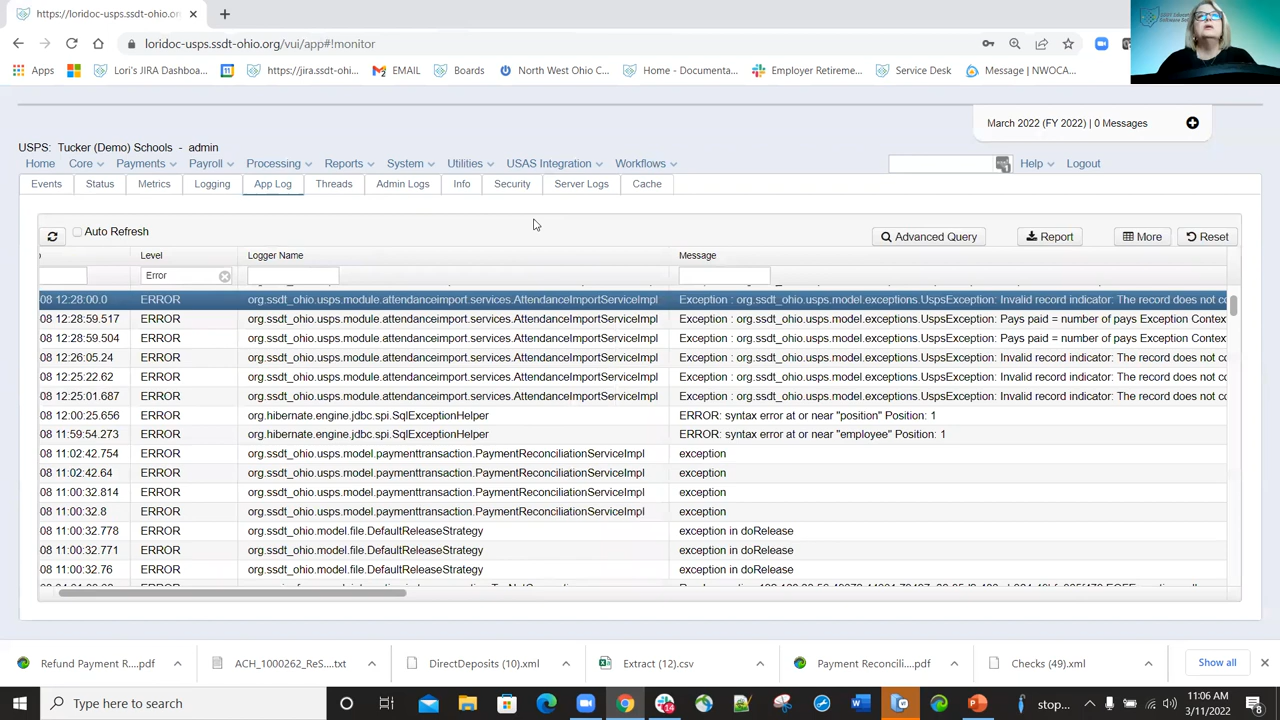 https://loridoc-usps.ssdt-ohio.org/
loridoc-usps.ssdt-ohio.org/vui/app#!monitor
Apps Lori's JIRA Dashboa... https://jira.ssdt-ohi... EMAIL Boards North West Ohio C... Home - Documenta... Employer Retireme... Service Desk Message | NWOCA...
March 2022 (FY 2022) | 0 Messages
USPS: Tucker (Demo) Schools - admin
Home Core Payments Payroll Processing Reports System Utilities USAS Integration Workflows Help Logout
Events Status Metrics Logging App Log Threads Admin Logs Info Security Server Logs Cache
Auto Refresh Advanced Query Report More Reset
Level Logger Name Message
Error
08 12:28:00.0 ERROR org.ssdt_ohio.usps.module.attendanceimport.services.AttendanceImportServiceImpl Exception : org.ssdt_ohio.usps.model.exceptions.UspsException: Invalid record indicator: The record does not cc
08 12:28:59.517 ERROR org.ssdt_ohio.usps.module.attendanceimport.services.AttendanceImportServiceImpl Exception : org.ssdt_ohio.usps.model.exceptions.UspsException: Pays paid = number of pays Exception Contex
08 12:28:59.504 ERROR org.ssdt_ohio.usps.module.attendanceimport.services.AttendanceImportServiceImpl Exception : org.ssdt_ohio.usps.model.exceptions.UspsException: Pays paid = number of pays Exception Contex
08 12:26:05.24 ERROR org.ssdt_ohio.usps.module.attendanceimport.services.AttendanceImportServiceImpl Exception : org.ssdt_ohio.usps.model.exceptions.UspsException: Invalid record indicator: The record does not cc
08 12:25:22.62 ERROR org.ssdt_ohio.usps.module.attendanceimport.services.AttendanceImportServiceImpl Exception : org.ssdt_ohio.usps.model.exceptions.UspsException: Invalid record indicator: The record does not cc
08 12:25:01.687 ERROR org.ssdt_ohio.usps.module.attendanceimport.services.AttendanceImportServiceImpl Exception : org.ssdt_ohio.usps.model.exceptions.UspsException: Invalid record indicator: The record does not cc
08 12:00:25.656 ERROR org.hibernate.engine.jdbc.spi.SqlExceptionHelper ERROR: syntax error at or near "position" Position: 1
08 11:59:54.273 ERROR org.hibernate.engine.jdbc.spi.SqlExceptionHelper ERROR: syntax error at or near "employee" Position: 1
08 11:02:42.754 ERROR org.ssdt_ohio.usps.model.paymenttransaction.PaymentReconciliationServiceImpl exception
08 11:02:42.64 ERROR org.ssdt_ohio.usps.model.paymenttransaction.PaymentReconciliationServiceImpl exception
08 11:00:32.814 ERROR org.ssdt_ohio.usps.model.paymenttransaction.PaymentReconciliationServiceImpl exception
08 11:00:32.8 ERROR org.ssdt_ohio.usps.model.paymenttransaction.PaymentReconciliationServiceImpl exception
08 11:00:32.778 ERROR org.ssdt_ohio.model.file.DefaultReleaseStrategy exception in doRelease
08 11:00:32.771 ERROR org.ssdt_ohio.model.file.DefaultReleaseStrategy exception in doRelease
08 11:00:32.76 ERROR org.ssdt_ohio.model.file.DefaultReleaseStrategy exception in doRelease
Refund Payment R....pdf ACH_1000262_ReS....txt DirectDeposits (10).xml Extract (12).csv Payment Reconcili....pdf Checks (49).xml Show all
Type here to search
14
stop...
11:06 AM
3/11/2022
8